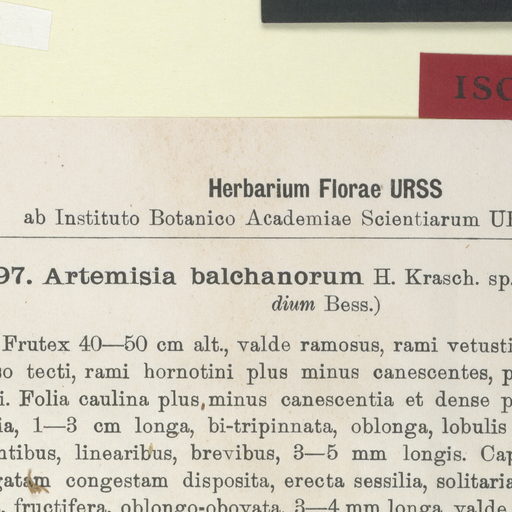 Herbarium Florae URSS
ab Instituto Botanico Academiae Scientiarum
97. Artemisia balchanorum H. Krasch. sp.
dium Bess.)
Frutex 40—50 cm alt., valde ramosus, rami vetusti
tecti, rami hornotini plus minus canescentes,
Folia caulina plus minus canescentia et dense
1—3 cm longa, bi-tripinnata, oblonga, lobulis
linearibus, brevibus, 3—5 mm longis.
congestam disposita, erecta sessilia,
fructifera, oblongo-obovata, 3—4 mm longa, valde